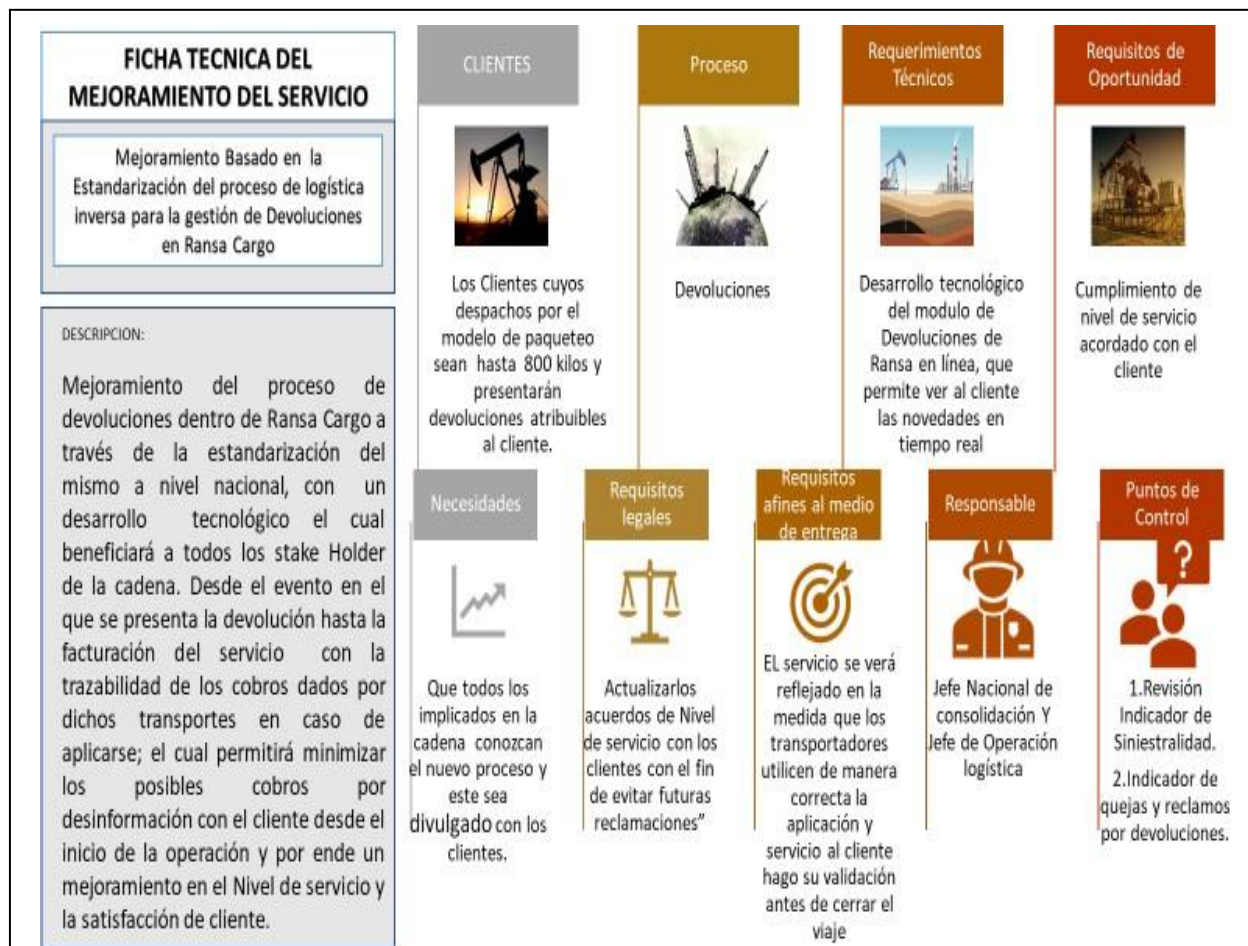 FICHA TECNICA DEL
MEJORAMIENTO DEL SERVICIO
Mejoramiento Basado en la
Estandarización del proceso de logística
inversa para la gestión de Devoluciones
en Ransa Cargo
DESCRIPCION:
Mejoramiento del proceso de
devoluciones dentro de Ransa Cargo a
través de la estandarización del
mismo a nivel nacional, con un
desarrollo tecnológico el cual
beneficiará a todos los stake Holder
de la cadena. Desde el evento en el
que se presenta la devolución hasta la
facturación del servicio con la
trazabilidad de los cobros dados por
dichos transportes en caso de
aplicarse; el cual permitirá minimizar
los posibles cobros por
desinformación con el cliente desde el
inicio de la operación y por ende un
mejoramiento en el Nivel de servicio y
la satisfacción de cliente.
CLIENTES
Los Clientes cuyos
despachos por el
modelo de paqueteo
sean hasta 800 kilos y
presentarán
devoluciones atribuibles
al cliente.
Proceso
Devoluciones
Requerimientos
Técnicos
Desarrollo tecnológico
del modulo de
Devoluciones de
Ransa en línea, que
permite ver al cliente
las novedades en
tiempo real
Requisitos de
Oportunidad
Cumplimiento de
nivel de servicio
acordado con el
cliente
Necesidades
Que todos los
implicados en la
cadena conozcan
el nuevo proceso y
este sea
divulgado con los
clientes.
Requisitos
legales
Actualizarlos
acuerdos de Nivel
de servicio con los
clientes con el fin
de evitar futuras
reclamaciones”
Requisitos
afines al medio
de entrega
EL servicio se verá
reflejado en la
medida que los
transportadores
utilicen de manera
correcta la
aplicación y
servicio al cliente
hago su validación
antes de cerrar el
viaje
Responsable
Jefe Nacional de
consolidación Y
Jefe de Operación
logística
Puntos de
Control
?
1.Revisión
Indicador de
Siniestralidad.
2.Indicador de
quejas y reclamos
por devoluciones.